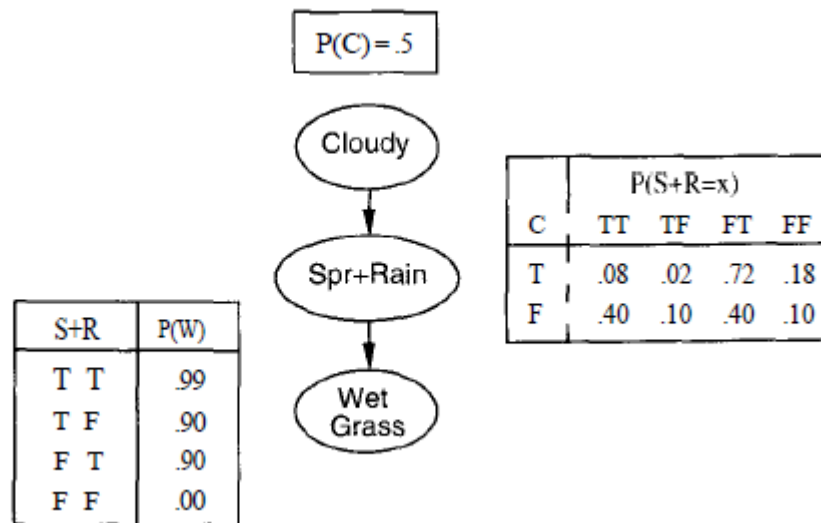 P(C) = .5
Cloudy
P(S+R=x)
C TT TF FT FF
T .08 .02 .72 .18
F .40 .10 .40 .10
Spr+Rain
S+R P(W)
T T .99
T F .90
F T .90
F F .00
Wet
Grass